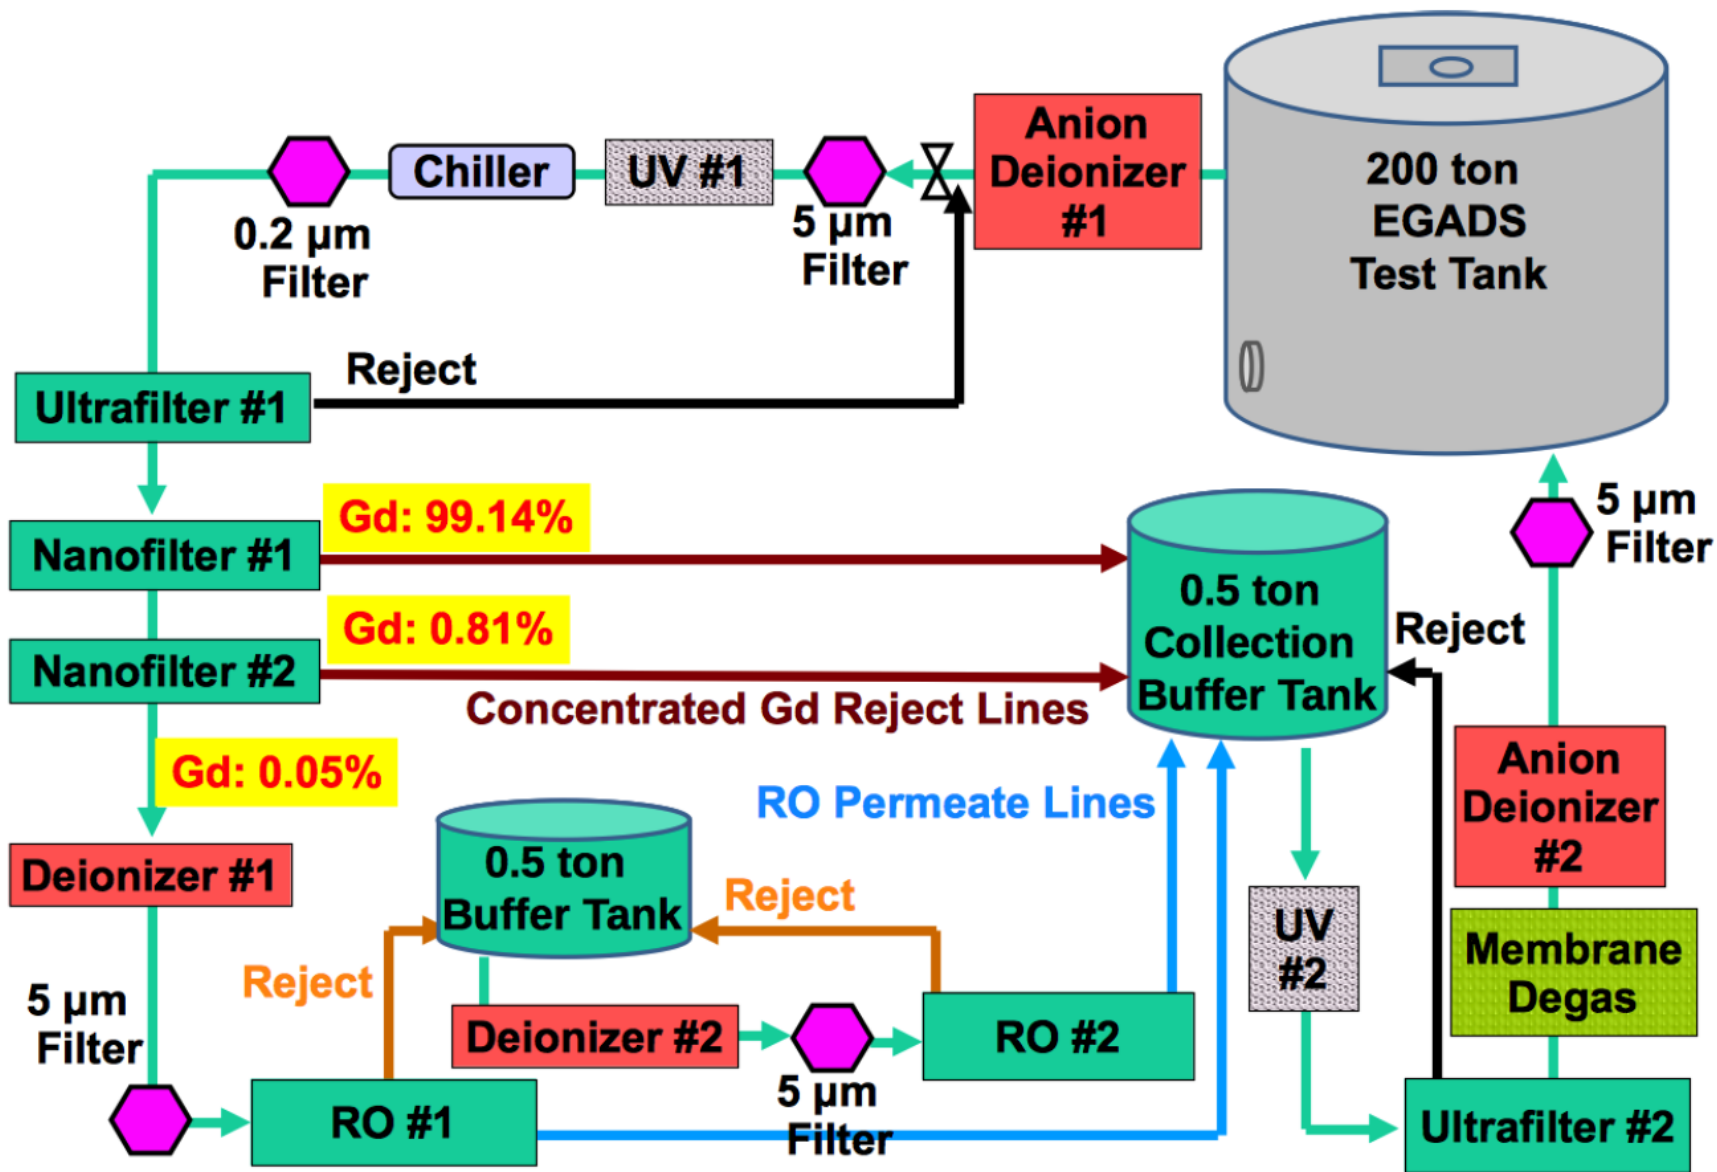 Anion
Deionizer
#1
200 ton
EGADS
Test Tank
Chiller
UV #1
0.2 µm
Filter
5 µm
Filter
Reject
Ultrafilter #1
Gd: 99.14%
Nanofilter #1
Gd: 0.81%
Nanofilter #2
Concentrated Gd Reject Lines
0.5 ton
Collection
Buffer Tank
Reject
5 µm
Filter
Gd: 0.05%
RO Permeate Lines
Anion
Deionizer
#2
Deionizer #1
0.5 ton
Buffer Tank
Reject
Reject
UV
#2
Membrane
Degas
5 µm
Filter
Deionizer #2
RO #2
5 µm
Filter
RO #1
Ultrafilter #2